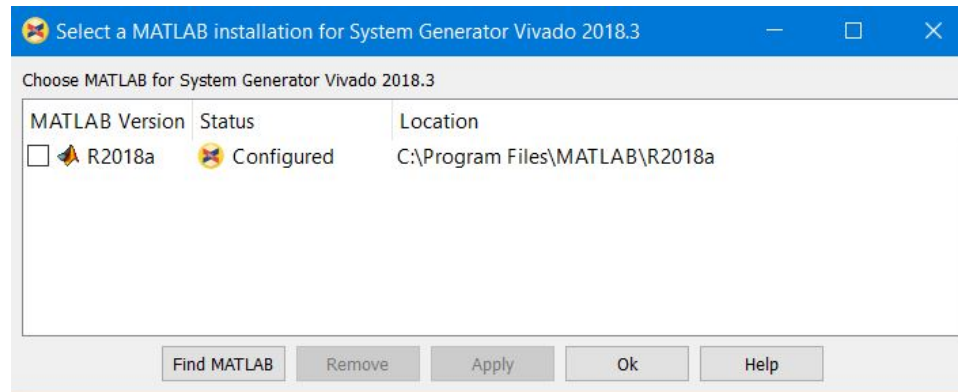 Select a MATLAB installation for System Generator Vivado 2018.3
Choose MATLAB for System Generator Vivado 2018.3
MATLAB Version Status Location
R2018a Configured C:\Program Files\MATLAB\R2018a
Find MATLAB Remove Apply Ok Help